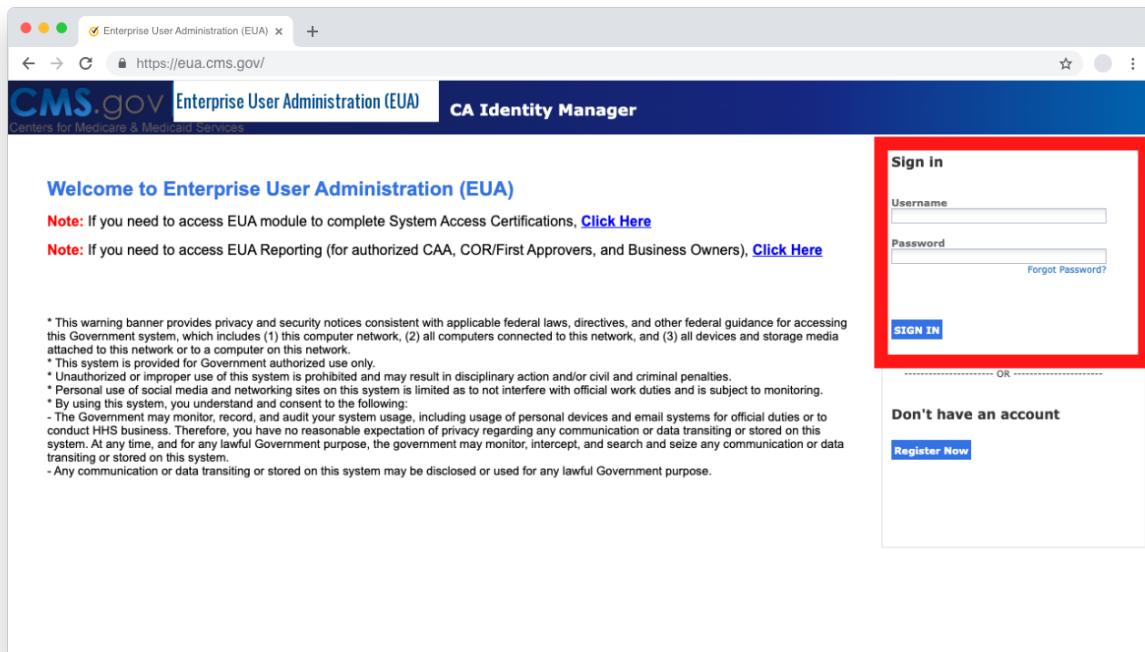 Enterprise User Administration (EUA)
https://eua.cms.gov/
CMS.gov
Centers for Medicare & Medicaid Services
Enterprise User Administration (EUA)
CA Identity Manager
Welcome to Enterprise User Administration (EUA)
Note: If you need to access EUA module to complete System Access Certifications, Click Here
Note: If you need to access EUA Reporting (for authorized CAA, COR/First Approvers, and Business Owners), Click Here
* This warning banner provides privacy and security notices consistent with applicable federal laws, directives, and other federal guidance for accessing
this Government system, which includes (1) this computer network, (2) all computers connected to this network, and (3) all devices and storage media
attached to this network or to a computer on this network.
* This system is provided for Government authorized use only.
* Unauthorized or improper use of this system is prohibited and may result in disciplinary action and/or civil and criminal penalties.
* Personal use of social media and networking sites on this system is limited as to not interfere with official work duties and is subject to monitoring.
* By using this system, you understand and consent to the following:
- The Government may monitor, record, and audit your system usage, including usage of personal devices and email systems for official duties or to
conduct HHS business. Therefore, you have no reasonable expectation of privacy regarding any communication or data transiting or stored on this
system. At any time, and for any lawful Government purpose, the government may monitor, intercept, and search and seize any communication or data
transiting or stored on this system.
- Any communication or data transiting or stored on this system may be disclosed or used for any lawful Government purpose.
Sign in
Username
Password
Forgot Password?
SIGN IN
---------------------- OR ----------------------
Don't have an account
Register Now